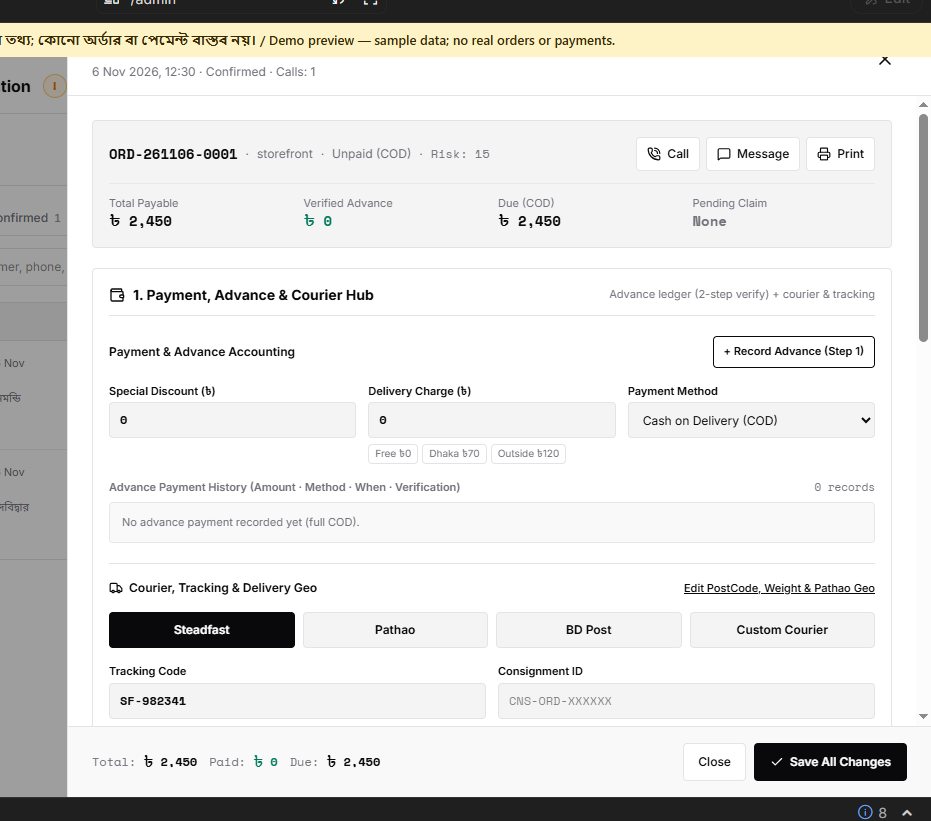 /admin
Edit
তথ্য; কোনো অর্ডার বা পেমেন্ট বাস্তব নয়। / Demo preview — sample data; no real orders or payments.
tion
6 Nov 2026, 12:30 · Confirmed · Calls: 1
ORD-261106-0001 · storefront · Unpaid (COD) · Risk: 15
Call
Message
Print
Total Payable
Verified Advance
Due (COD)
Pending Claim
৳ 2,450
৳ 0
৳ 2,450
None
onfirmed 1
mer, phone,
1. Payment, Advance & Courier Hub
Advance ledger (2-step verify) + courier & tracking
Payment & Advance Accounting
+ Record Advance (Step 1)
Nov
Special Discount (৳)
Delivery Charge (৳)
Payment Method
0
0
Cash on Delivery (COD)
Free ৳0
Dhaka ৳70
Outside ৳120
Nov
Advance Payment History (Amount · Method · When · Verification)
0 records
No advance payment recorded yet (full COD).
Courier, Tracking & Delivery Geo
Edit PostCode, Weight & Pathao Geo
Steadfast
Pathao
BD Post
Custom Courier
Tracking Code
Consignment ID
SF-982341
CNS-ORD-XXXXXX
Total: ৳ 2,450 Paid: ৳ 0 Due: ৳ 2,450
Close
Save All Changes
8